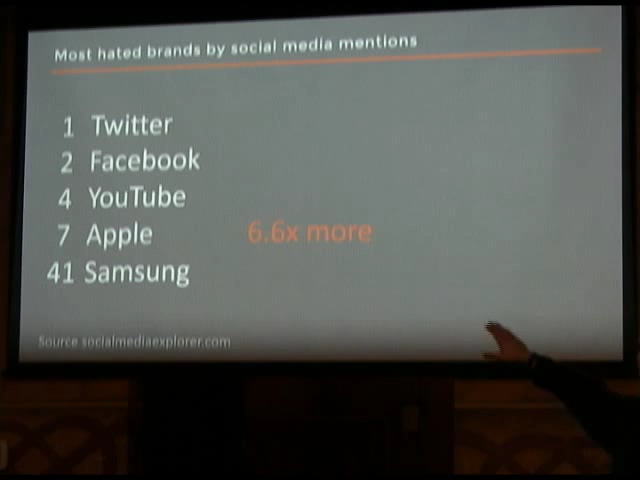 Most hated brands by social media mentions
1 Twitter
2 Facebook
4 YouTube
7 Apple 6.6x more
41 Samsung
Source socialmediaexplorer.com